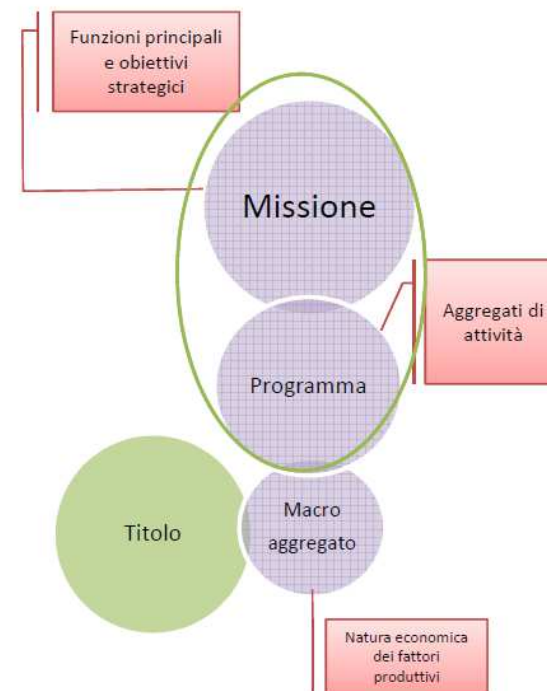 Funzioni principali
e obiettivi
strategici
Missione
Aggregati di
attività
Programma
Titolo
Macro
aggregato
Natura economica
dei fattori
produttivi